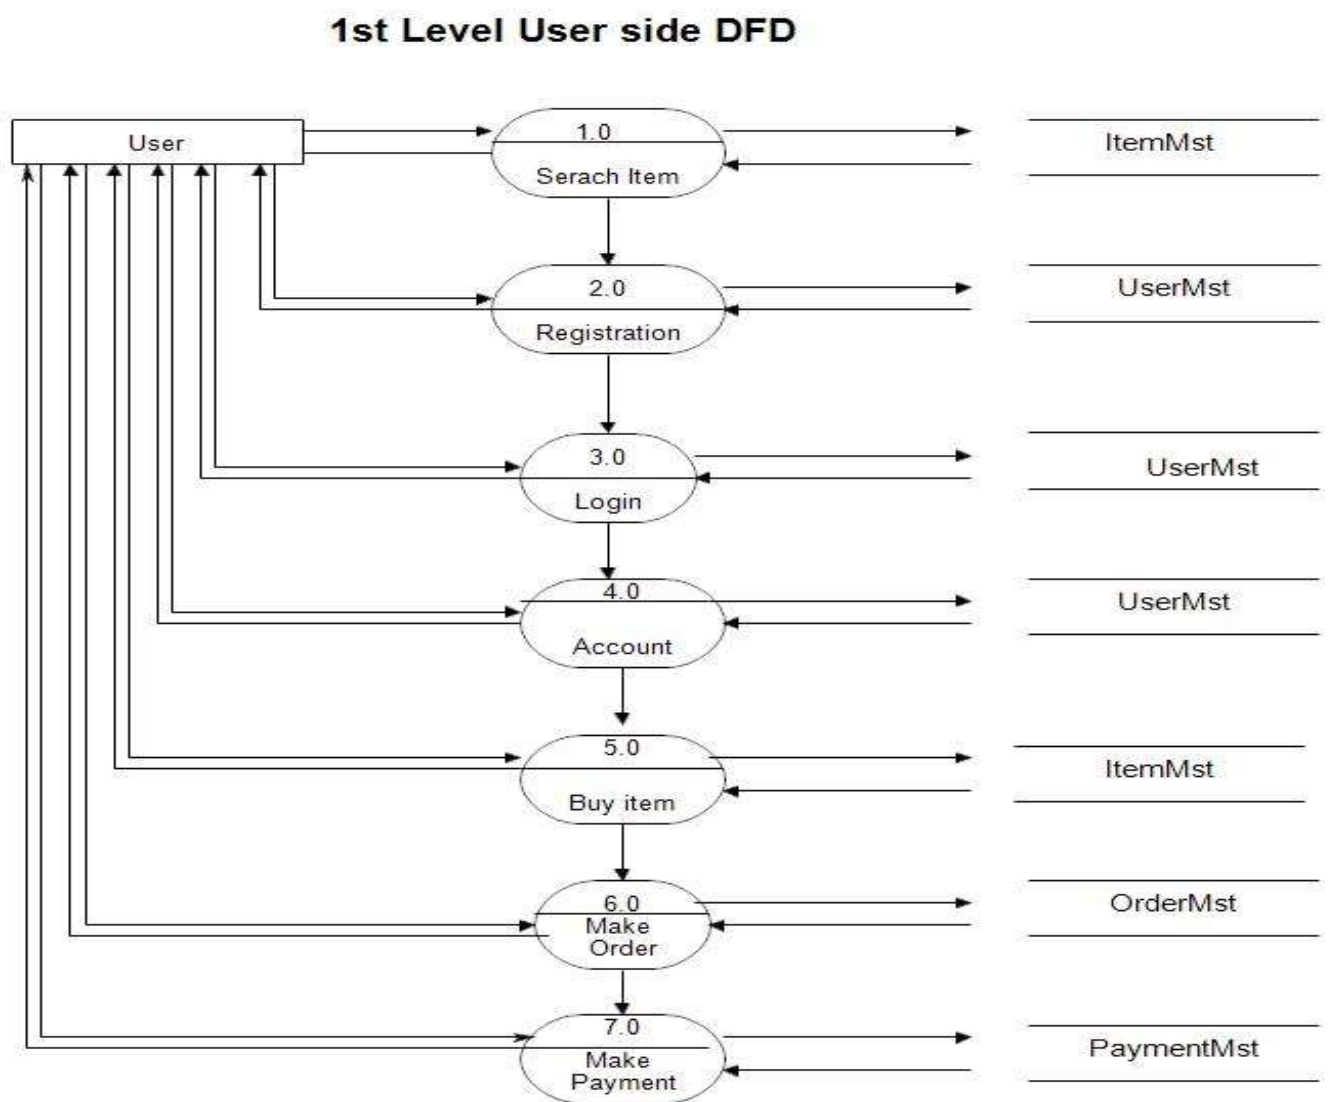 1st Level User side DFD
User
1.0
Serach Item
ItemMst
2.0
Registration
UserMst
3.0
Login
UserMst
4.0
Account
UserMst
5.0
Buy item
ItemMst
6.0
Make
Order
OrderMst
7.0
Make
Payment
PaymentMst